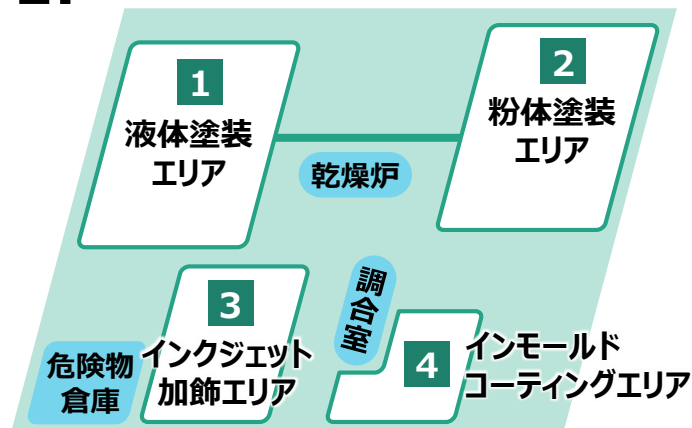 1
液体塗装
エリア
2
粉体塗装
エリア
乾燥炉
3
インクジェット
加飾エリア
調合室
4
インモールド
コーティングエリア
危険物
倉庫